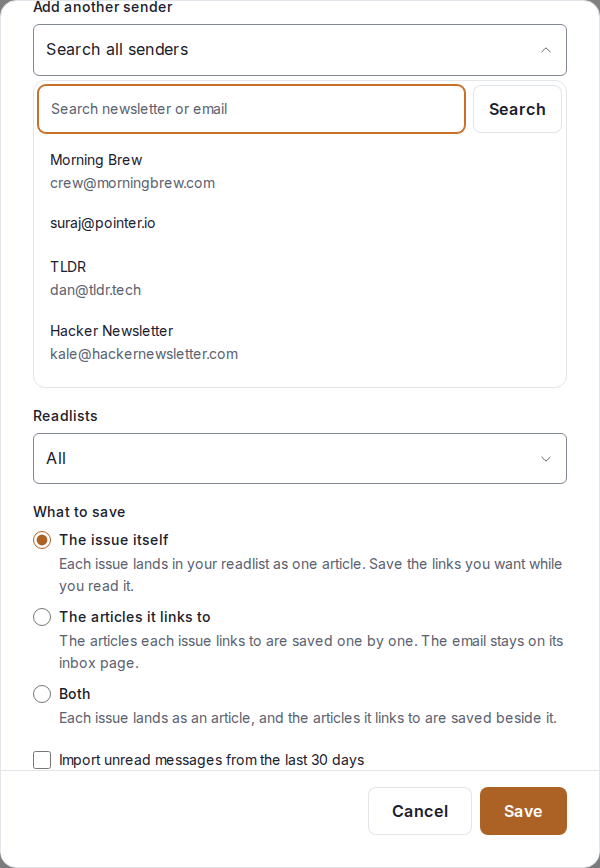 Add another sender
Search all senders
Search newsletter or email
Search
Morning Brew
crew@morningbrew.com
suraj@pointer.io
TLDR
dan@tldr.tech
Hacker Newsletter
kale@hackernewsletter.com
Readlists
All
What to save
The issue itself
Each issue lands in your readlist as one article. Save the links you want while
you read it.
The articles it links to
The articles each issue links to are saved one by one. The email stays on its
inbox page.
Both
Each issue lands as an article, and the articles it links to are saved beside it.
Import unread messages from the last 30 days
Cancel
Save